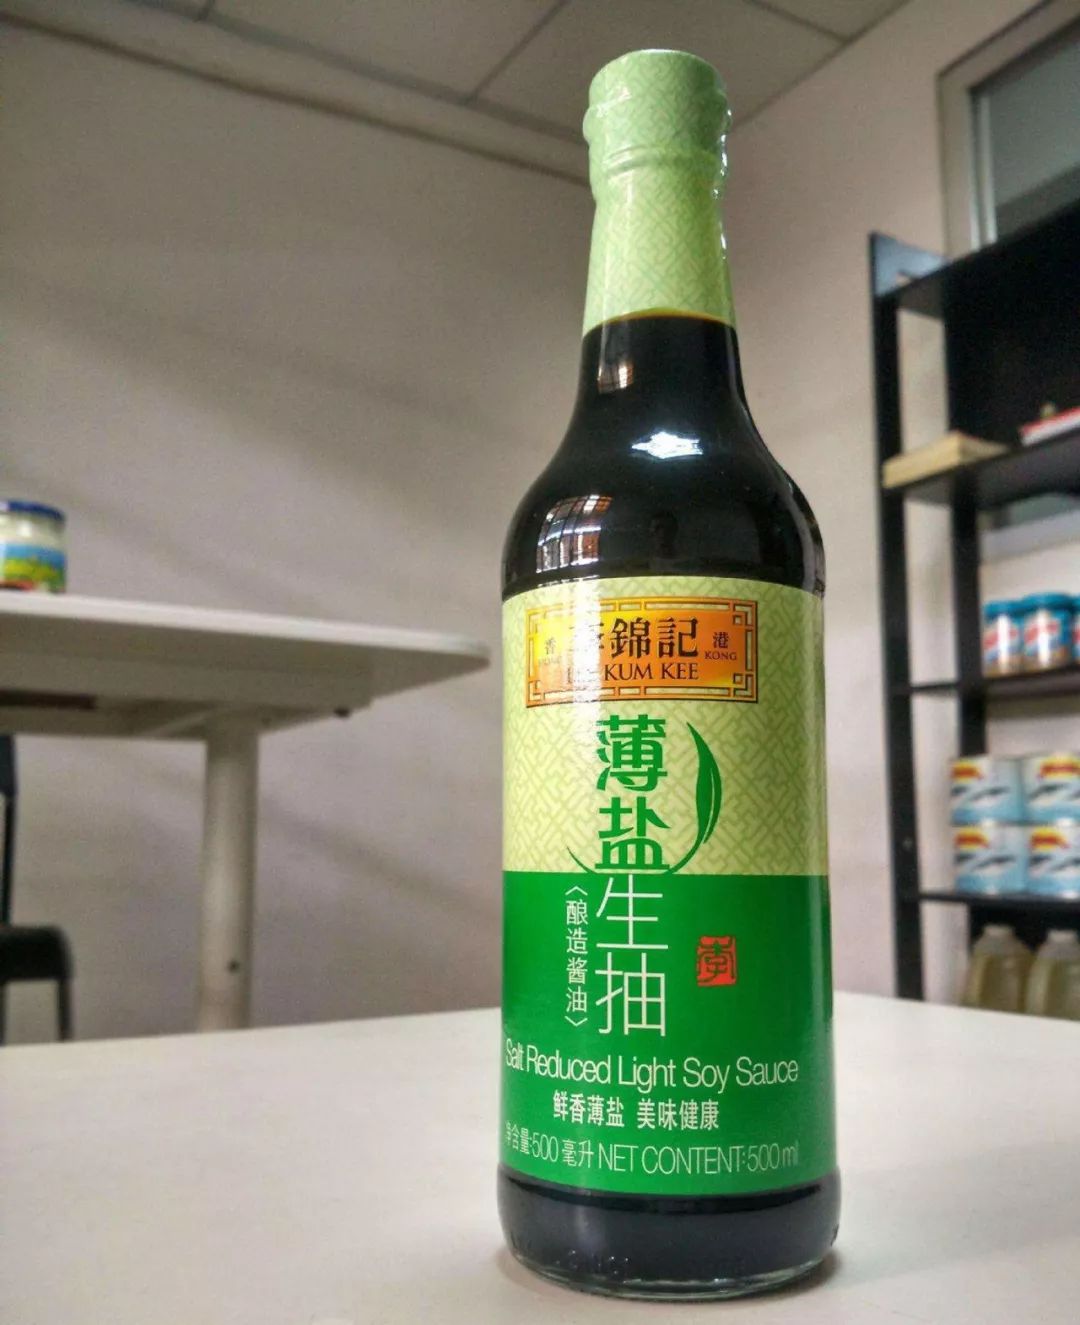 香 李錦記 港
KONG
KUM KEE
薄盐
生抽
〈酿造酱油〉
李
Salt Reduced Light Soy Sauce
鲜香薄盐 美味健康
净含量:500毫升 NET CONTENT:500ml